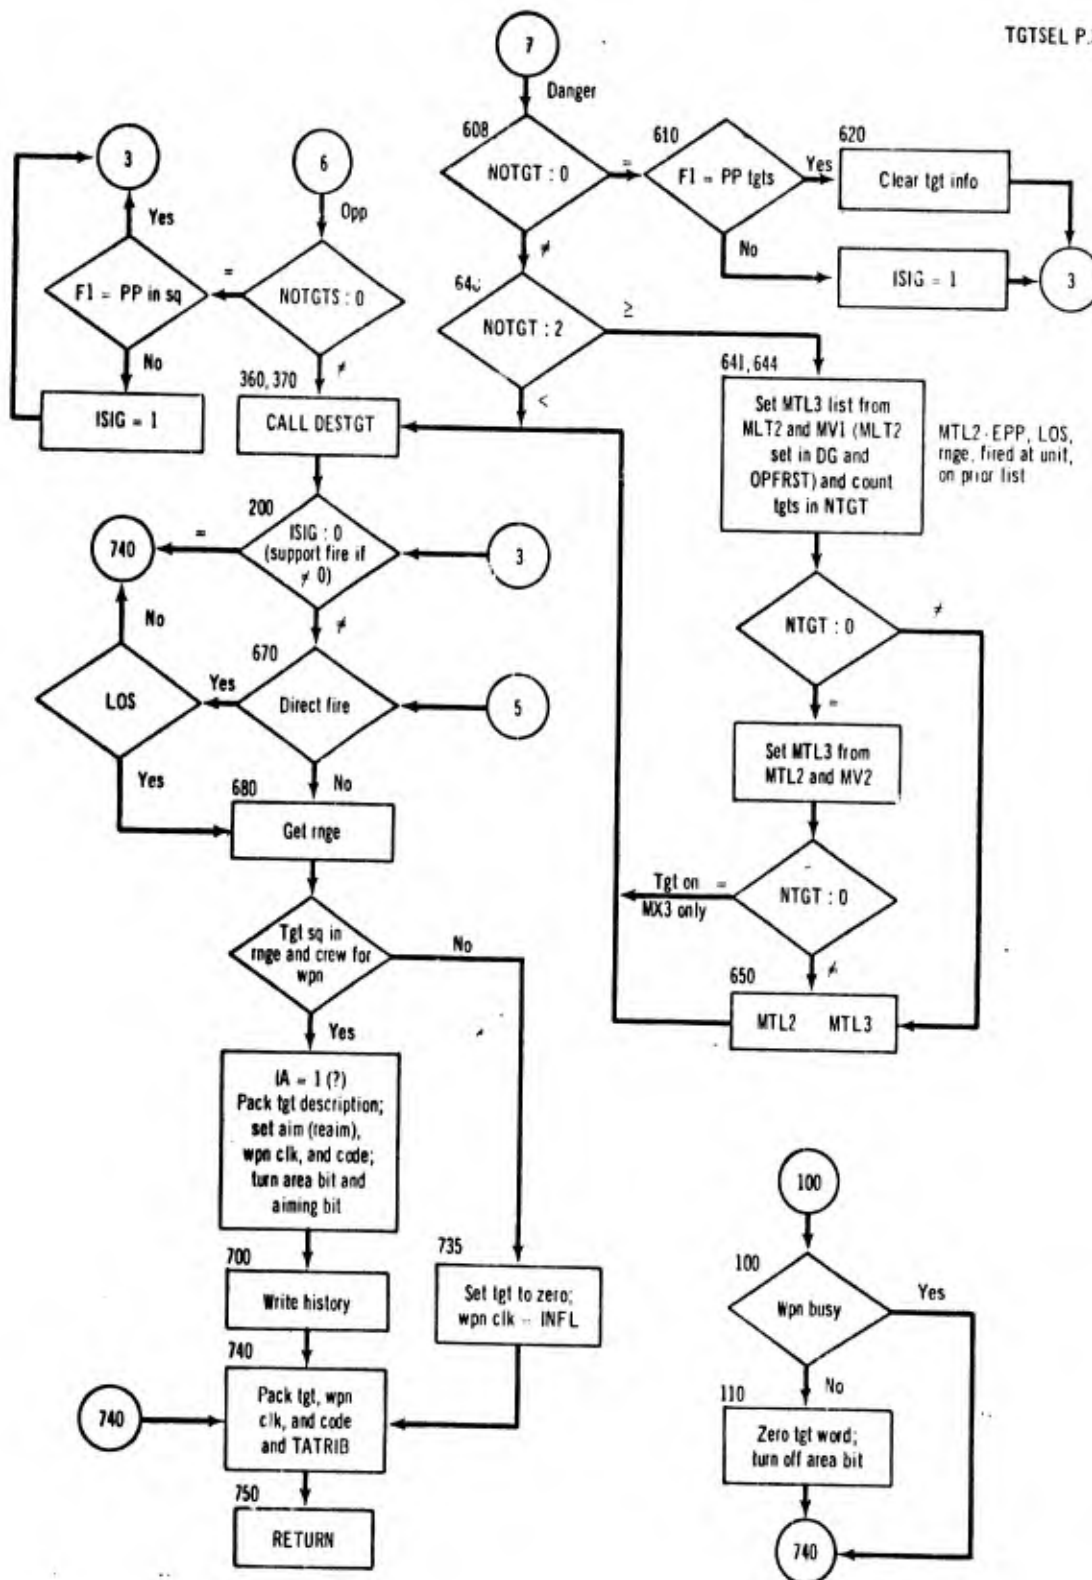 TGTSEL P.
7
Danger
608
NOTGT : 0
=
610
F1 = PP tgts
Yes
620
Clear tgt info
No
ISIG = 1
3
3
6
Yes
Opp
F1 = PP in sq
=
NOTGTS : 0
No
≠
ISIG = 1
360, 370
CALL DESTGT
≠
NOTGT : 2
≥
<
641, 644
Set MTL3 list from
MLT2 and MV1 (MLT2
set in DG and
OPFRST) and count
tgts in NTGT
MTL2-EPP, LOS,
rnge, fired at unit,
on prior list
200
ISIG : 0
(support fire if
≠ 0)
=
740
3
≠
No
670
Direct fire
Yes
LOS
5
Yes
No
680
Get rnge
NTGT : 0
≠
=
Set MTL3 from
MTL2 and MV2
NTGT : 0
=
Tgt on
MX3 only
≠
650
MTL2 MTL3
Tgt sq in
rnge and crew for
wpn
No
Yes
IA = 1 (?)
Pack tgt description;
set aim (reaim),
wpn clk, and code;
turn area bit and
aiming bit
700
Write history
735
Set tgt to zero;
wpn clk = INFL
740
740
Pack tgt, wpn
clk, and code
and TATRIB
750
RETURN
100
100
Wpn busy
Yes
No
110
Zero tgt word;
turn off area bit
740